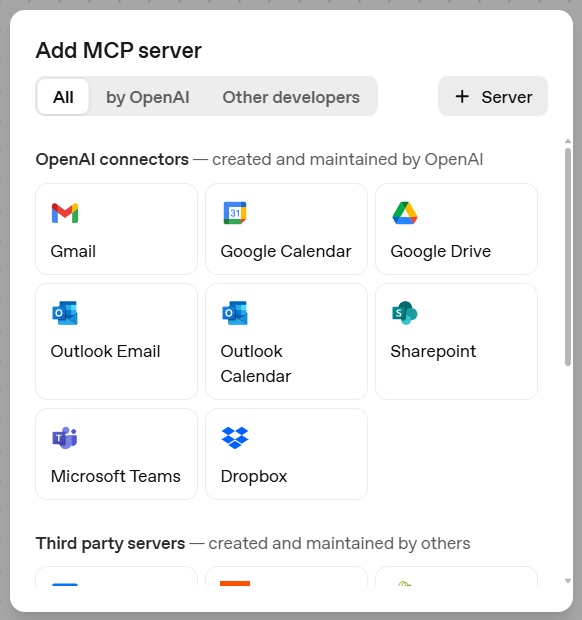 Add MCP server
All
by OpenAI
Other developers
+ Server
OpenAI connectors — created and maintained by OpenAI
31
Gmail
Google Calendar
Google Drive
O
O
S
Outlook Email
Outlook
Calendar
Sharepoint
T
Microsoft Teams
Dropbox
Third party servers — created and maintained by others